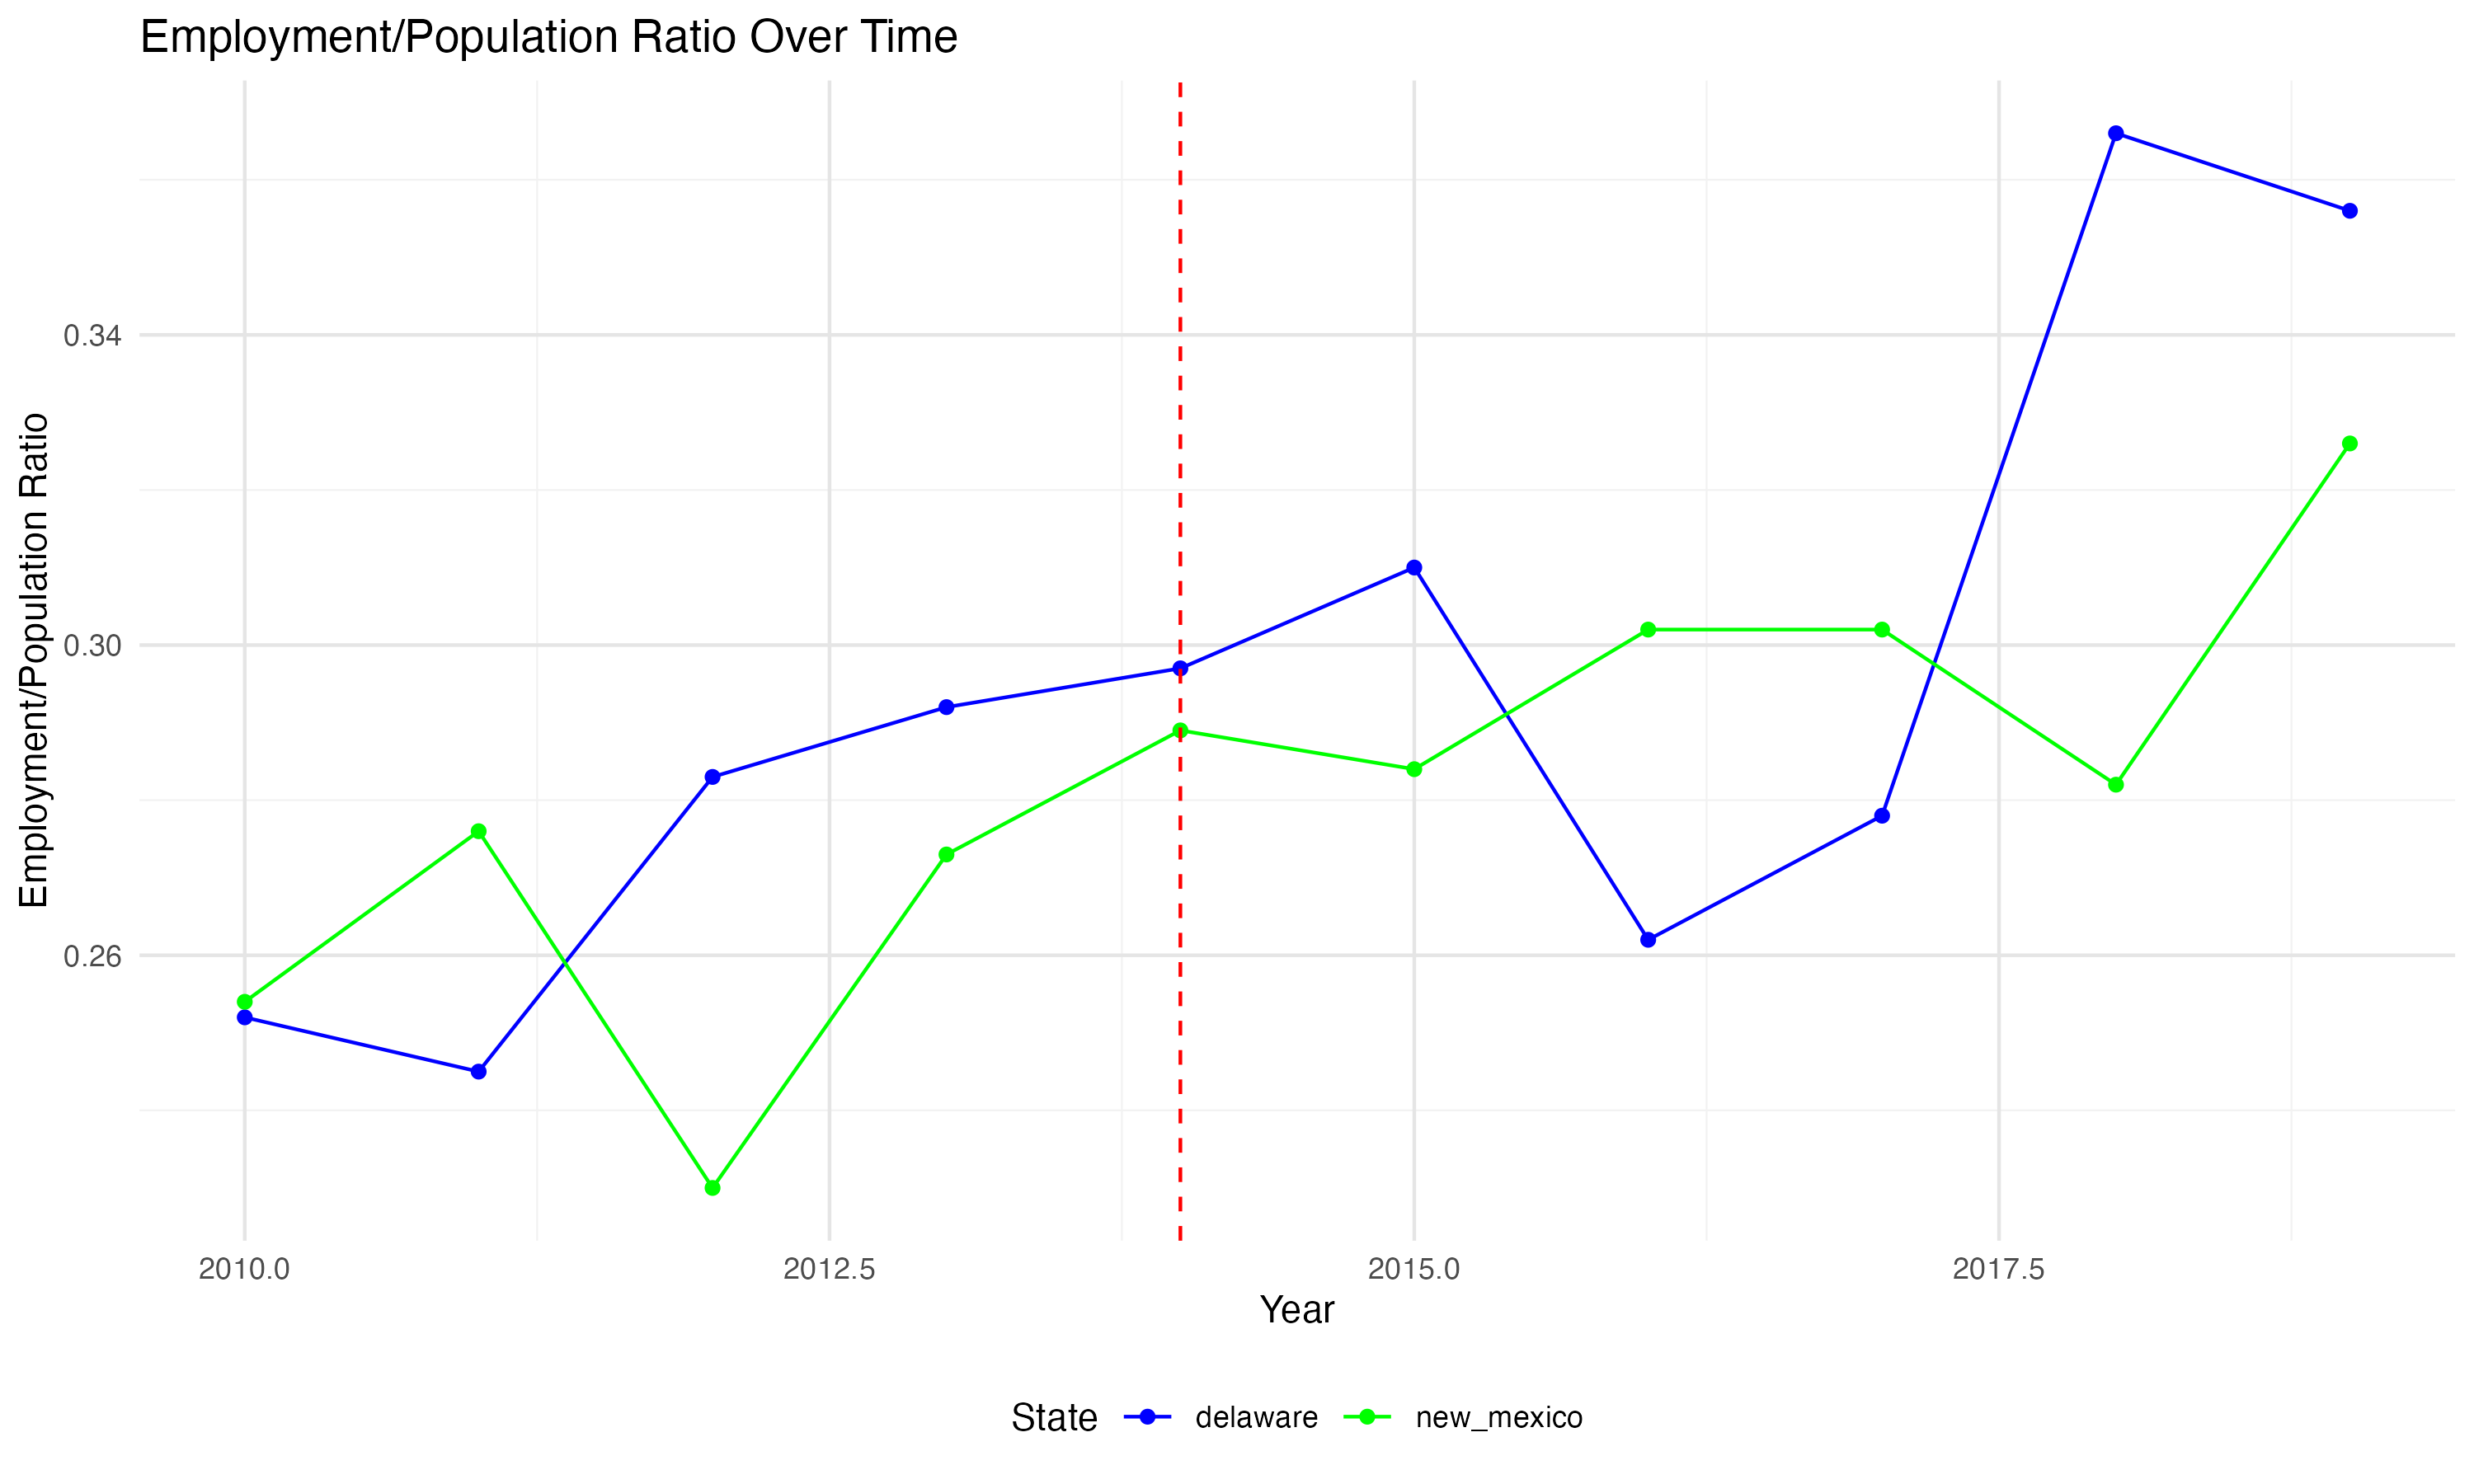 Employment/Population Ratio Over Time
Employment/Population Ratio
0.34
0.30
0.26
2010.0 2012.5 2015.0 2017.5
Year
State delaware new_mexico